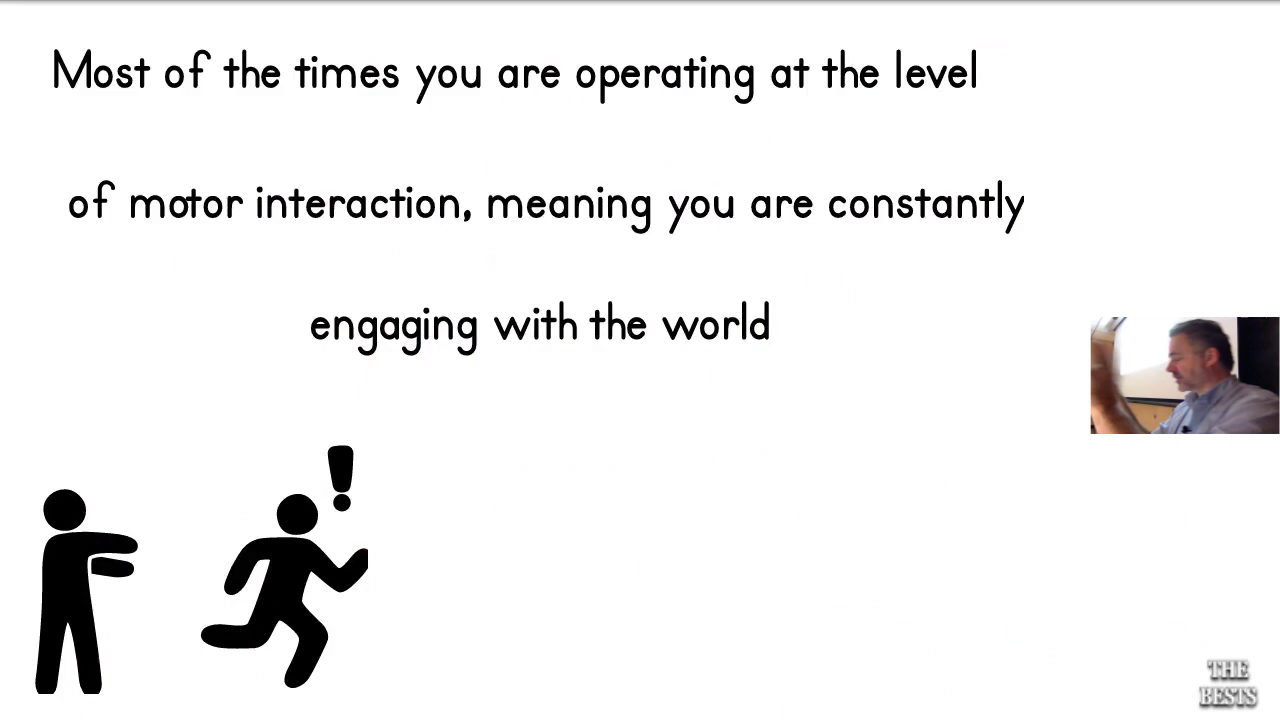 Most of the times you are operating at the level
of motor interaction, meaning you are constantly
engaging with the world
!
THE
BESTS